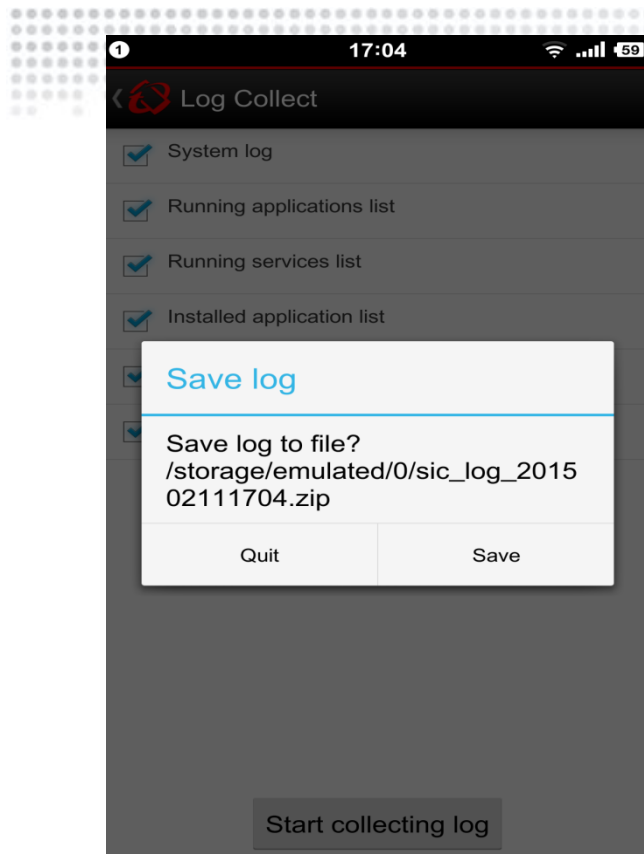 1 17:04 59
Log Collect
System log
Running applications list
Running services list
Installed application list
Save log
Save log to file?
/storage/emulated/0/sic_log_2015
02111704.zip
Quit Save
Start collecting log